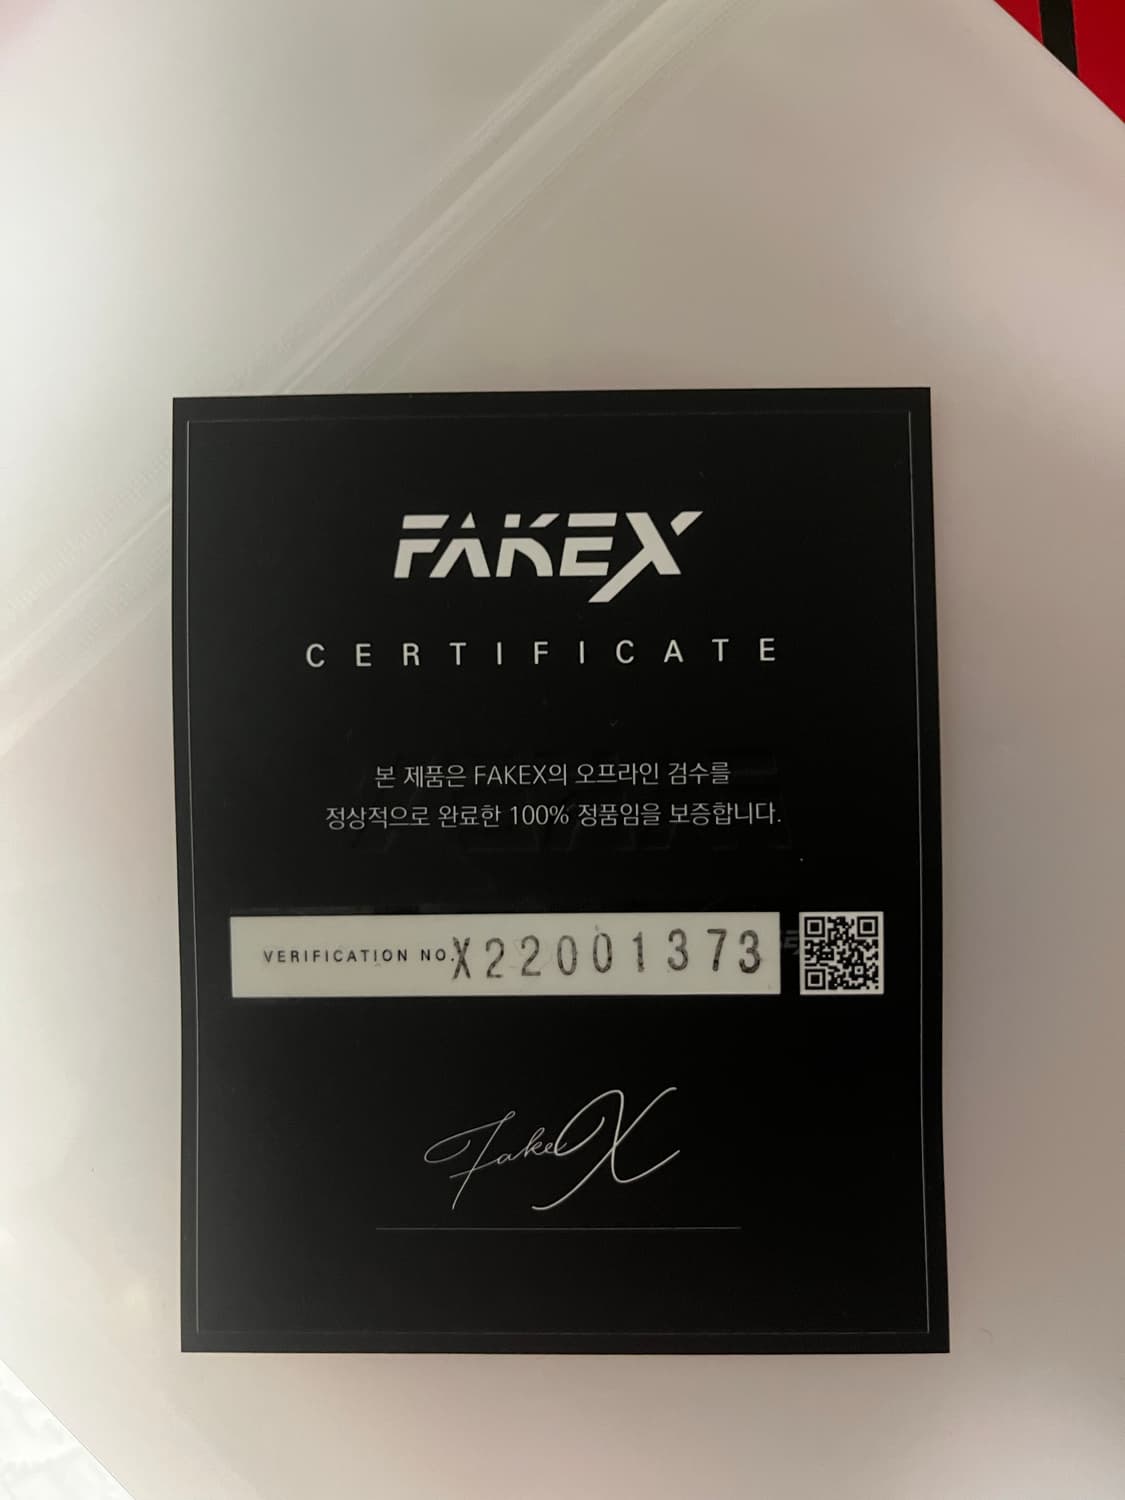 FAKEX
CERTIFICATE
본 제품은 FAKEX의 오프라인 검수를
정상적으로 완료한 100% 정품임을 보증합니다.
VERIFICATION NO. X22001373
FakeX